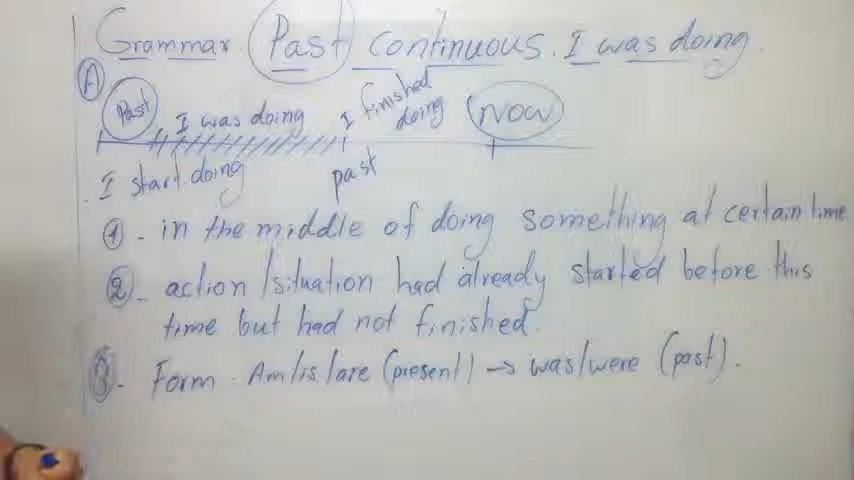 Grammar. Past continuous. I was doing.
A
Past I was doing I finished doing NOW
I start doing past
1 - in the middle of doing something at certain time
2 - action / situation had already started before this
time but had not finished.
3 - Form - Am/is/are (present) → was/were (past).